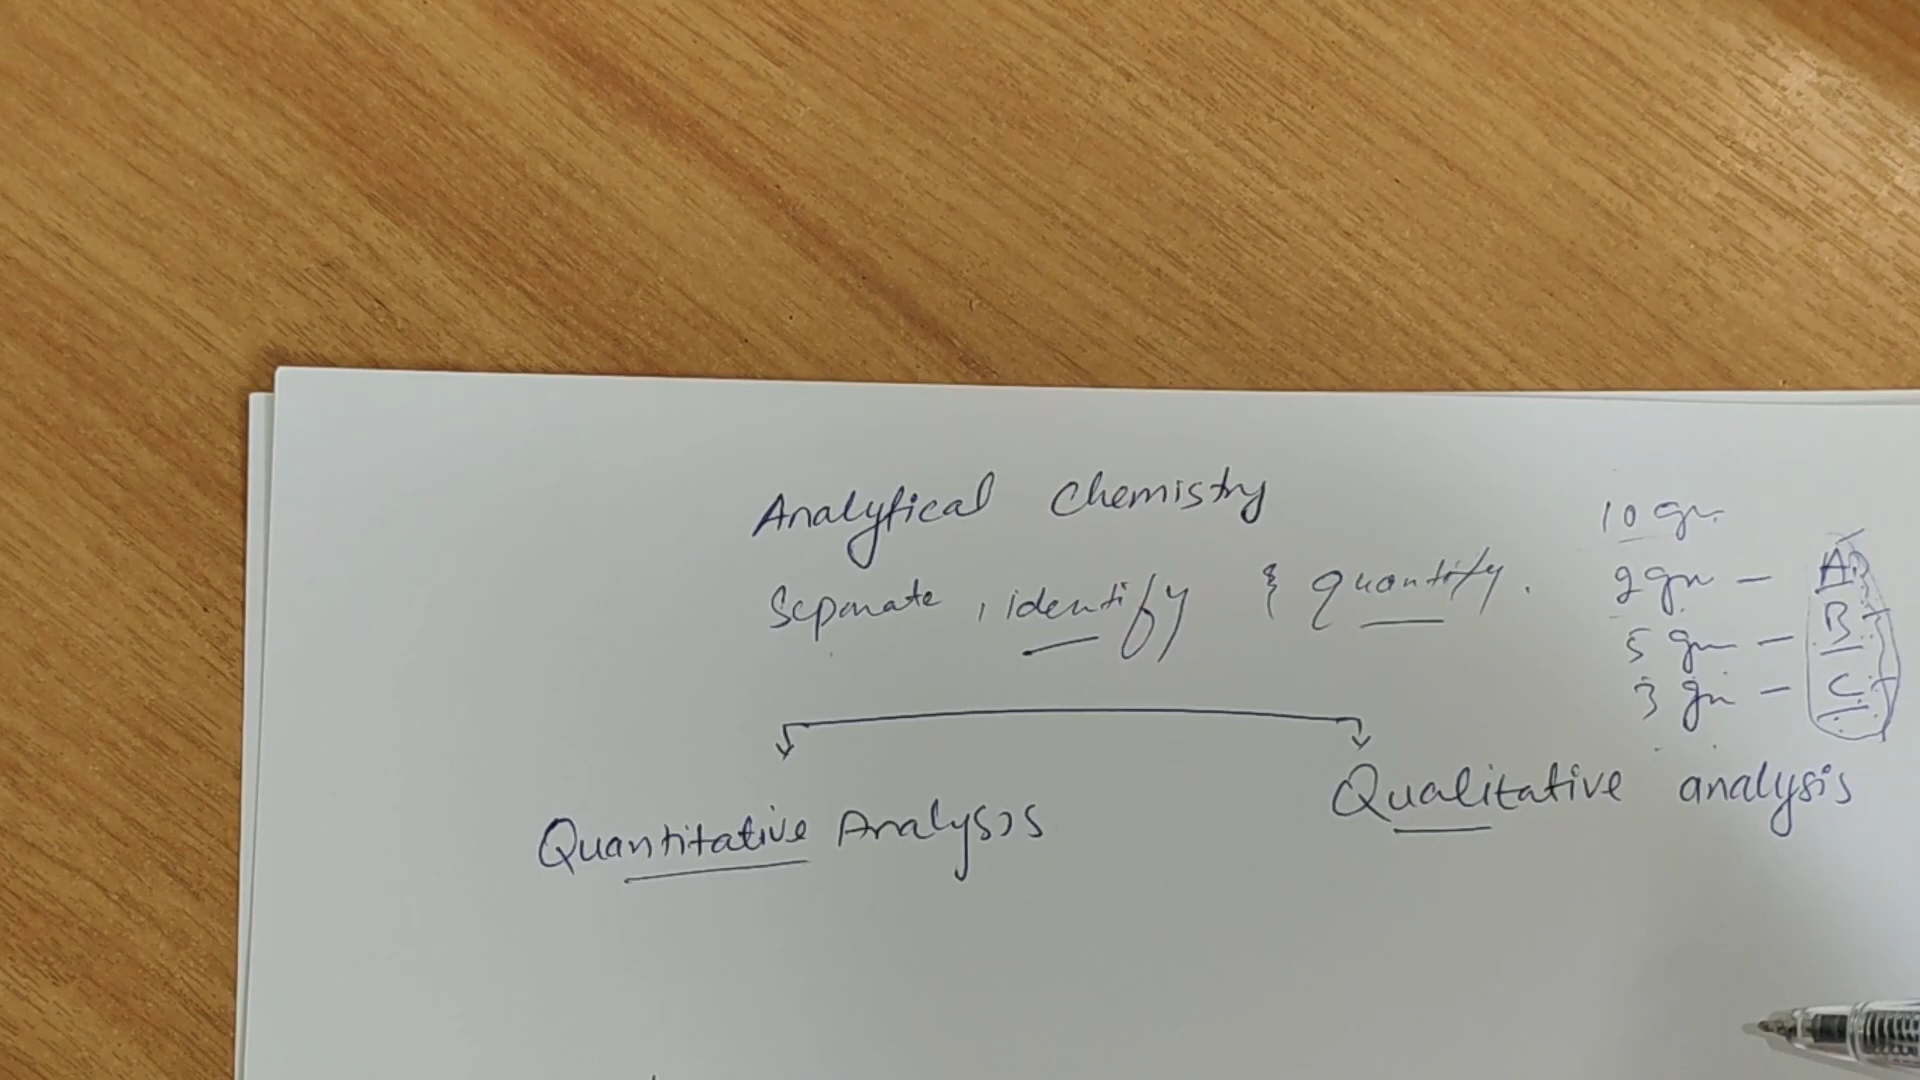 Analytical Chemistry
Separate, identify & quantify.
10 gm
2 gm – A
5 gm – B
3 gm – C
Quantitative Analysis
Qualitative analysis